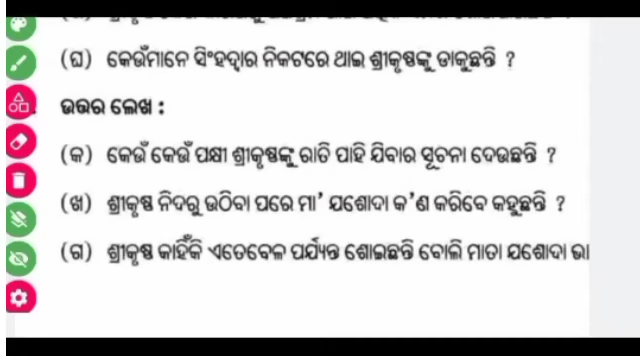 (ଘ) କେଉଁମାନେ ସିଂହଦ୍ୱାର ନିକଟରେ ଥାଇ ଶ୍ରୀକୃଷ୍ଣଙ୍କୁ ଡାକୁଛନ୍ତି ?
ଉତ୍ତର ଲେଖ :
(କ) କେଉଁ କେଉଁ ପକ୍ଷୀ ଶ୍ରୀକୃଷ୍ଣଙ୍କୁ ରାତି ପାହି ଯିବାର ସୂଚନା ଦେଉଛନ୍ତି ?
(ଖ) ଶ୍ରୀକୃଷ୍ଣ ନିଦରୁ ଉଠିବା ପରେ ମା’ ଯଶୋଦା କ’ଣ କରିବେ କହୁଛନ୍ତି ?
(ଗ) ଶ୍ରୀକୃଷ୍ଣ କାହିଁକି ଏତେବେଳ ପର୍ଯ୍ୟନ୍ତ ଶୋଇଛନ୍ତି ବୋଲି ମାତା ଯଶୋଦା ଭା